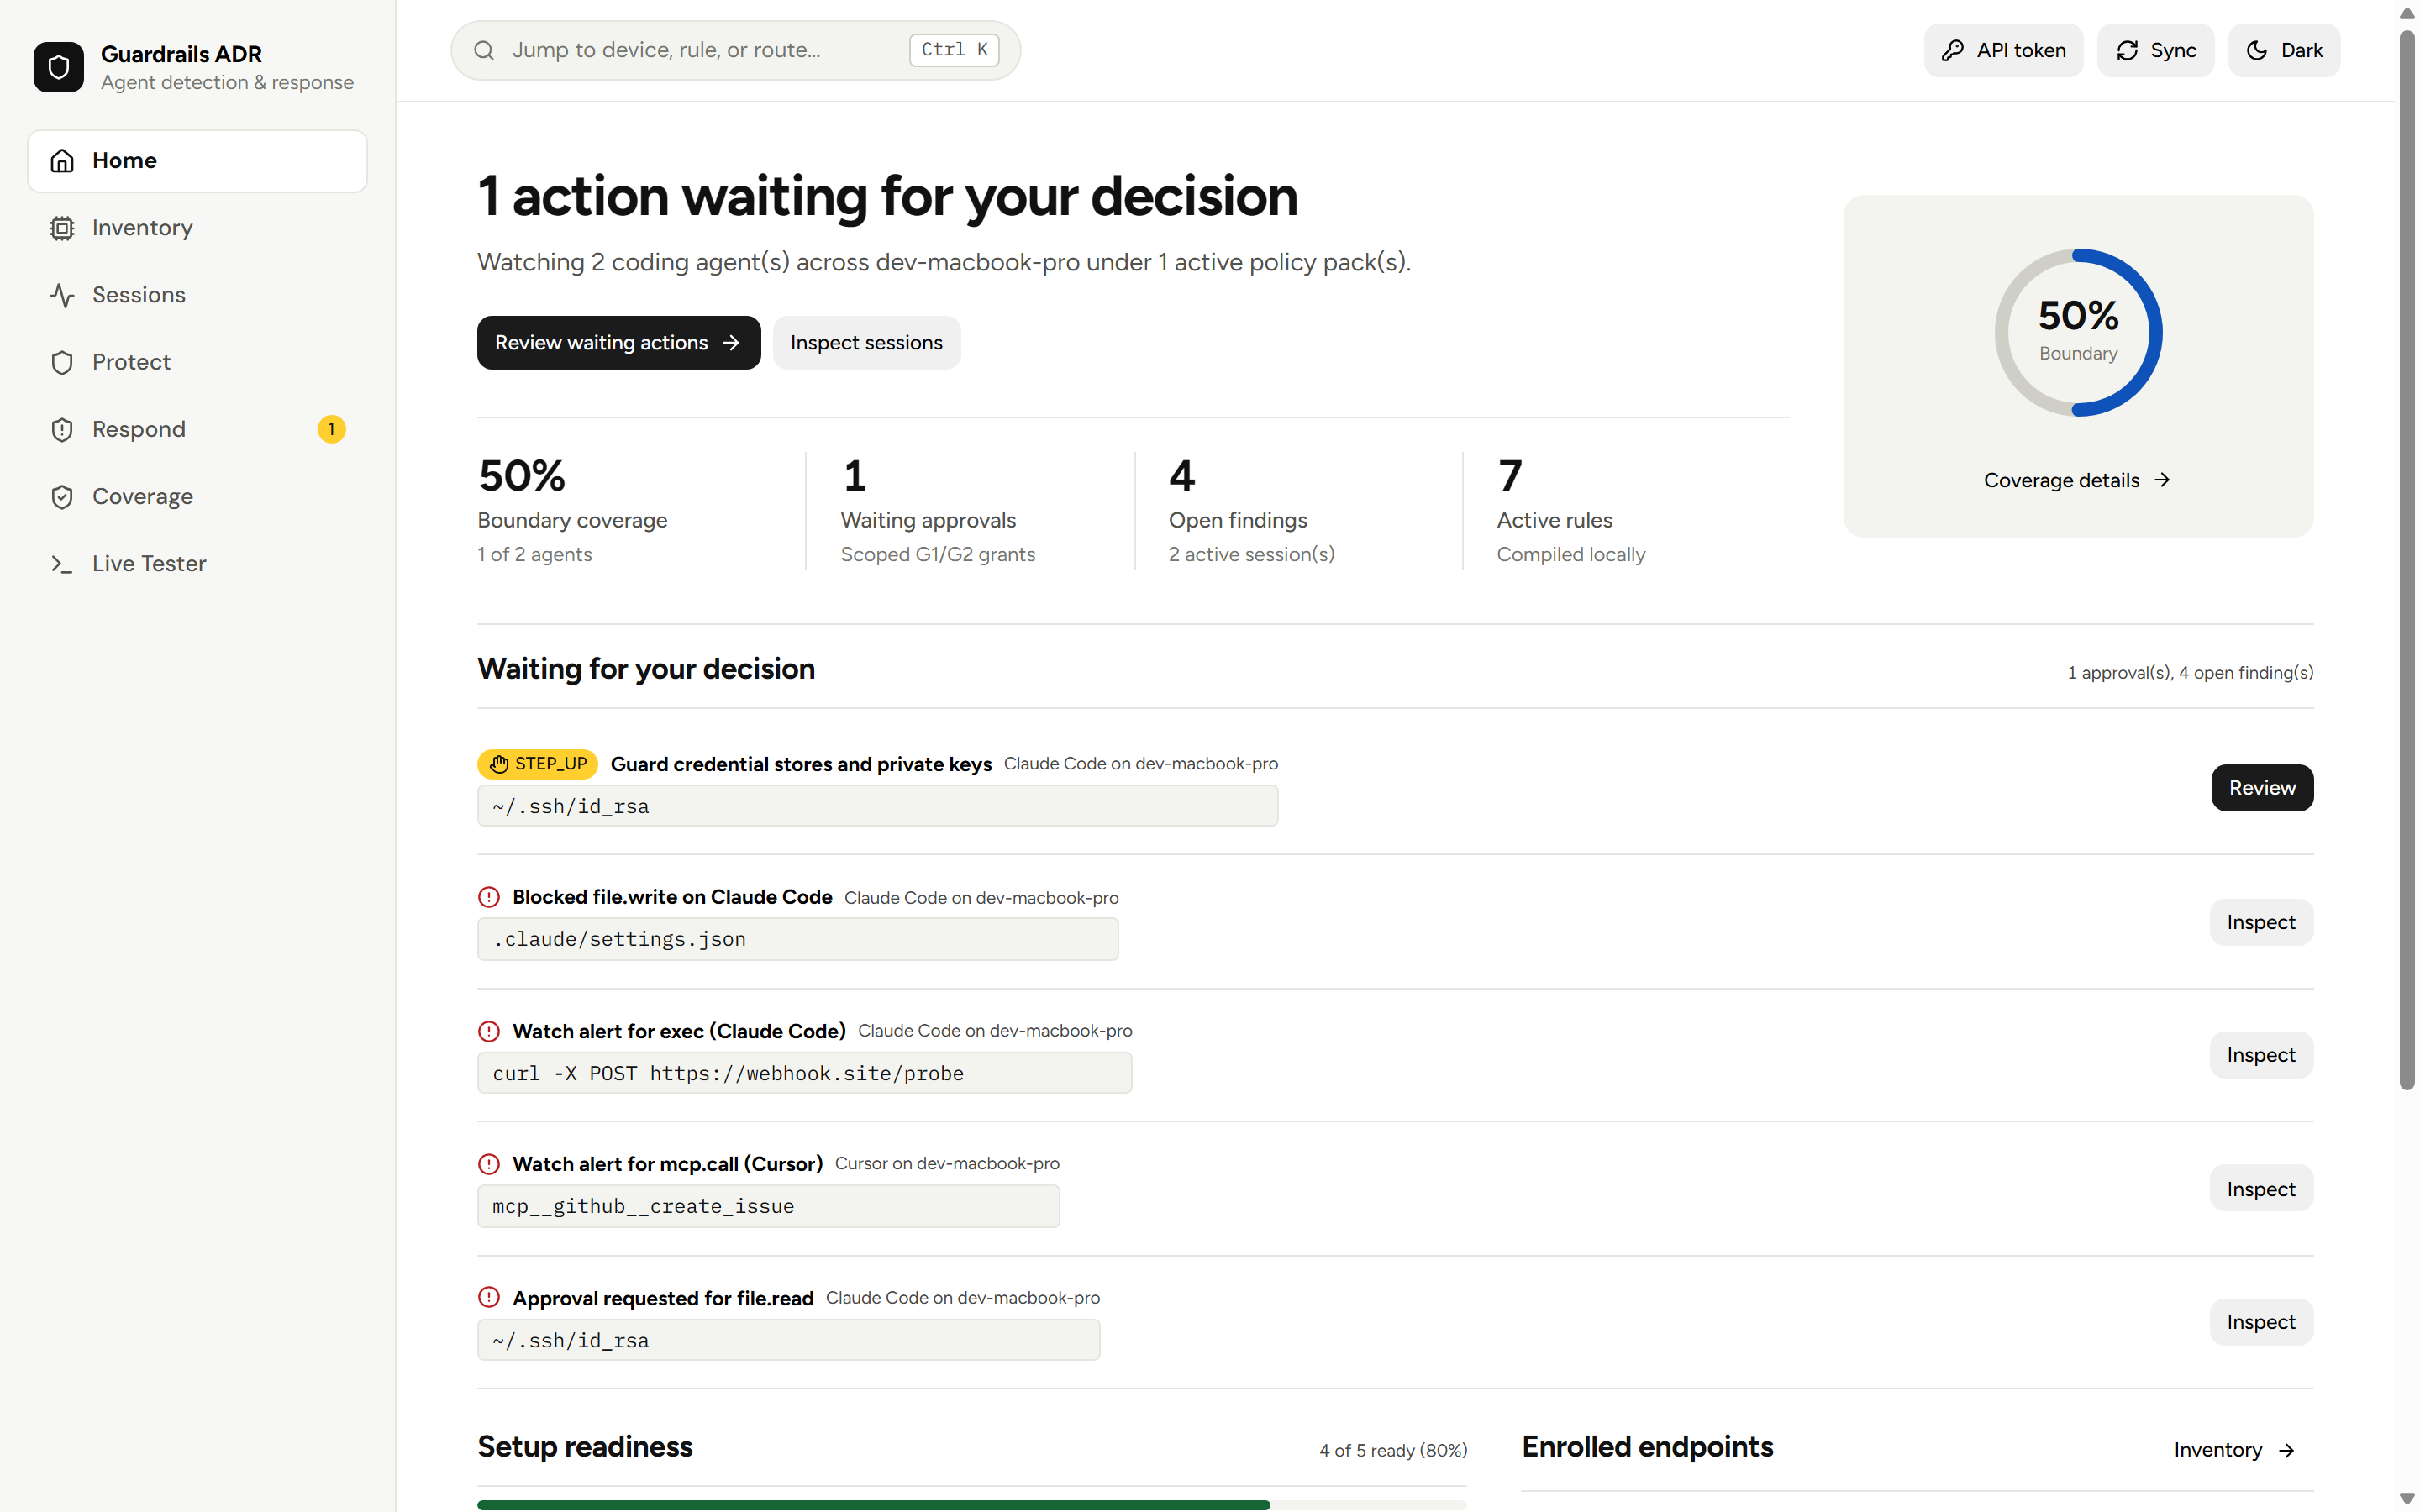 Guardrails ADR
Agent detection & response
Home
Inventory
Sessions
Protect
Respond 1
Coverage
Live Tester
Jump to device, rule, or route... Ctrl K
API token
Sync
Dark
1 action waiting for your decision
Watching 2 coding agent(s) across dev-macbook-pro under 1 active policy pack(s).
Review waiting actions
Inspect sessions
50%
Boundary
Coverage details
50%
Boundary coverage
1 of 2 agents
1
Waiting approvals
Scoped G1/G2 grants
4
Open findings
2 active session(s)
7
Active rules
Compiled locally
Waiting for your decision
1 approval(s), 4 open finding(s)
STEP_UP Guard credential stores and private keys Claude Code on dev-macbook-pro
~/.ssh/id_rsa
Review
Blocked file.write on Claude Code Claude Code on dev-macbook-pro
.claude/settings.json
Inspect
Watch alert for exec (Claude Code) Claude Code on dev-macbook-pro
curl -X POST https://webhook.site/probe
Inspect
Watch alert for mcp.call (Cursor) Cursor on dev-macbook-pro
mcp__github__create_issue
Inspect
Approval requested for file.read Claude Code on dev-macbook-pro
~/.ssh/id_rsa
Inspect
Setup readiness
4 of 5 ready (80%)
Enrolled endpoints
Inventory